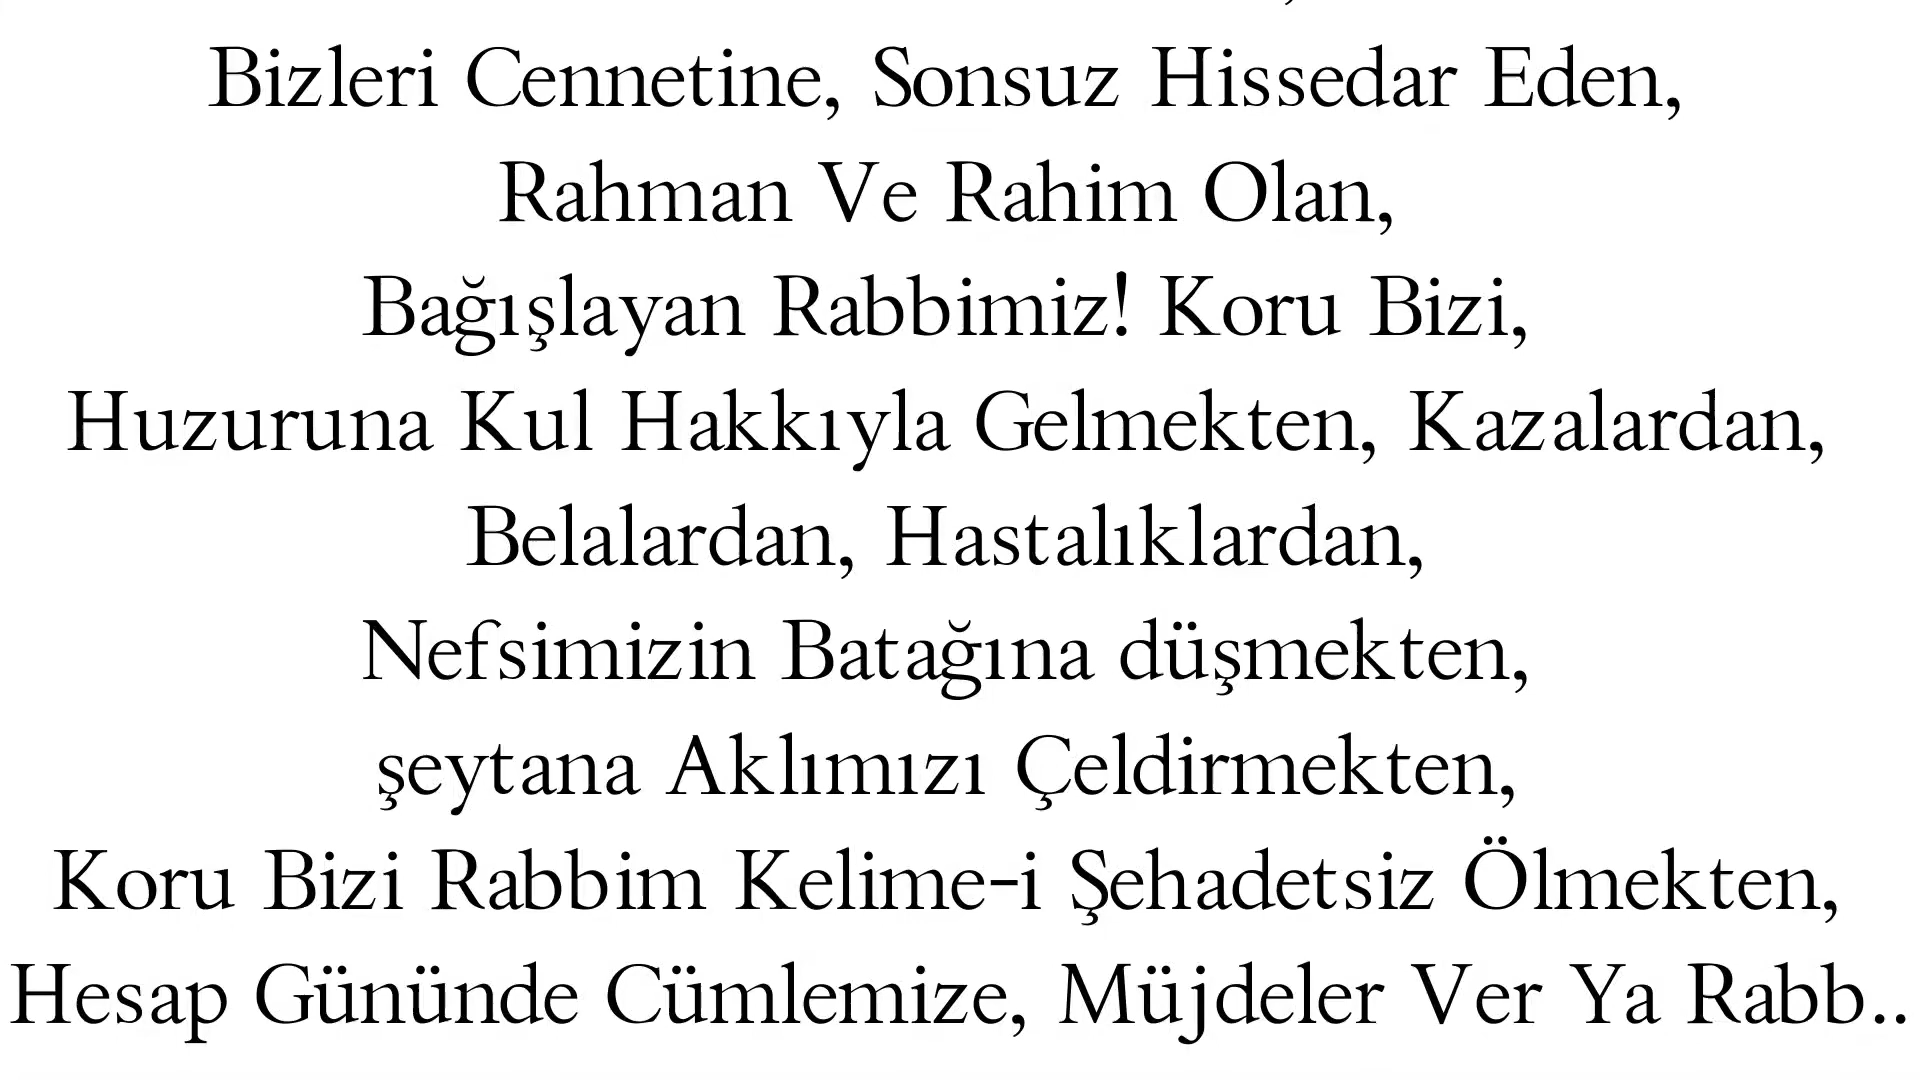 Bizleri Cennetine, Sonsuz Hissedar Eden,
Rahman Ve Rahim Olan,
Bağışlayan Rabbimiz! Koru Bizi,
Huzuruna Kul Hakkıyla Gelmekten, Kazalardan,
Belalardan, Hastalıklardan,
Nefsimizin Batağına düşmekten,
şeytana Aklımızı Çeldirmekten,
Koru Bizi Rabbim Kelime-i Şehadetsiz Ölmekten,
Hesap Gününde Cümlemize, Müjdeler Ver Ya Rabb..